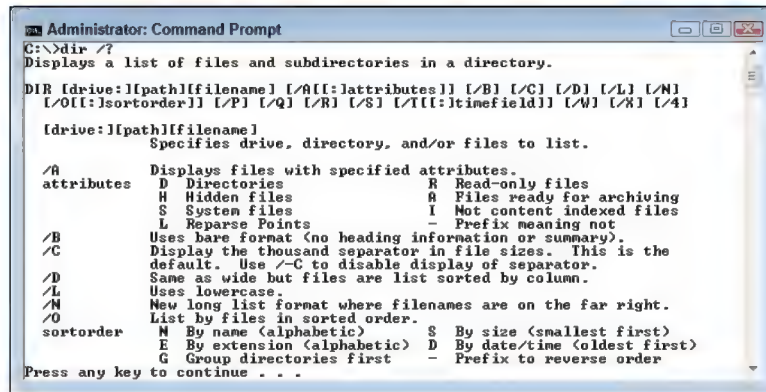 Administrator: Command Prompt
C:\>dir /?
Displays a list of files and subdirectories in a directory.
DIR [drive:][path][filename] [/A[[:]attributes]] [/B] [/C] [/D] [/L] [/N]
[/O[[:]sortorder]] [/P] [/Q] [/R] [/S] [/T[[:]timefield]] [/W] [/X] [/4]
[drive:][path][filename]
Specifies drive, directory, and/or files to list.
/A Displays files with specified attributes.
attributes D Directories R Read-only files
H Hidden files A Files ready for archiving
S System files I Not content indexed files
L Reparse Points - Prefix meaning not
/B Uses bare format (no heading information or summary).
/C Display the thousand separator in file sizes. This is the
default. Use /-C to disable display of separator.
/D Same as wide but files are list sorted by column.
/L Uses lowercase.
/N New long list format where filenames are on the far right.
/O List by files in sorted order.
sortorder N By name (alphabetic) S By size (smallest first)
E By extension (alphabetic) D By date/time (oldest first)
G Group directories first - Prefix to reverse order
Press any key to continue . . .